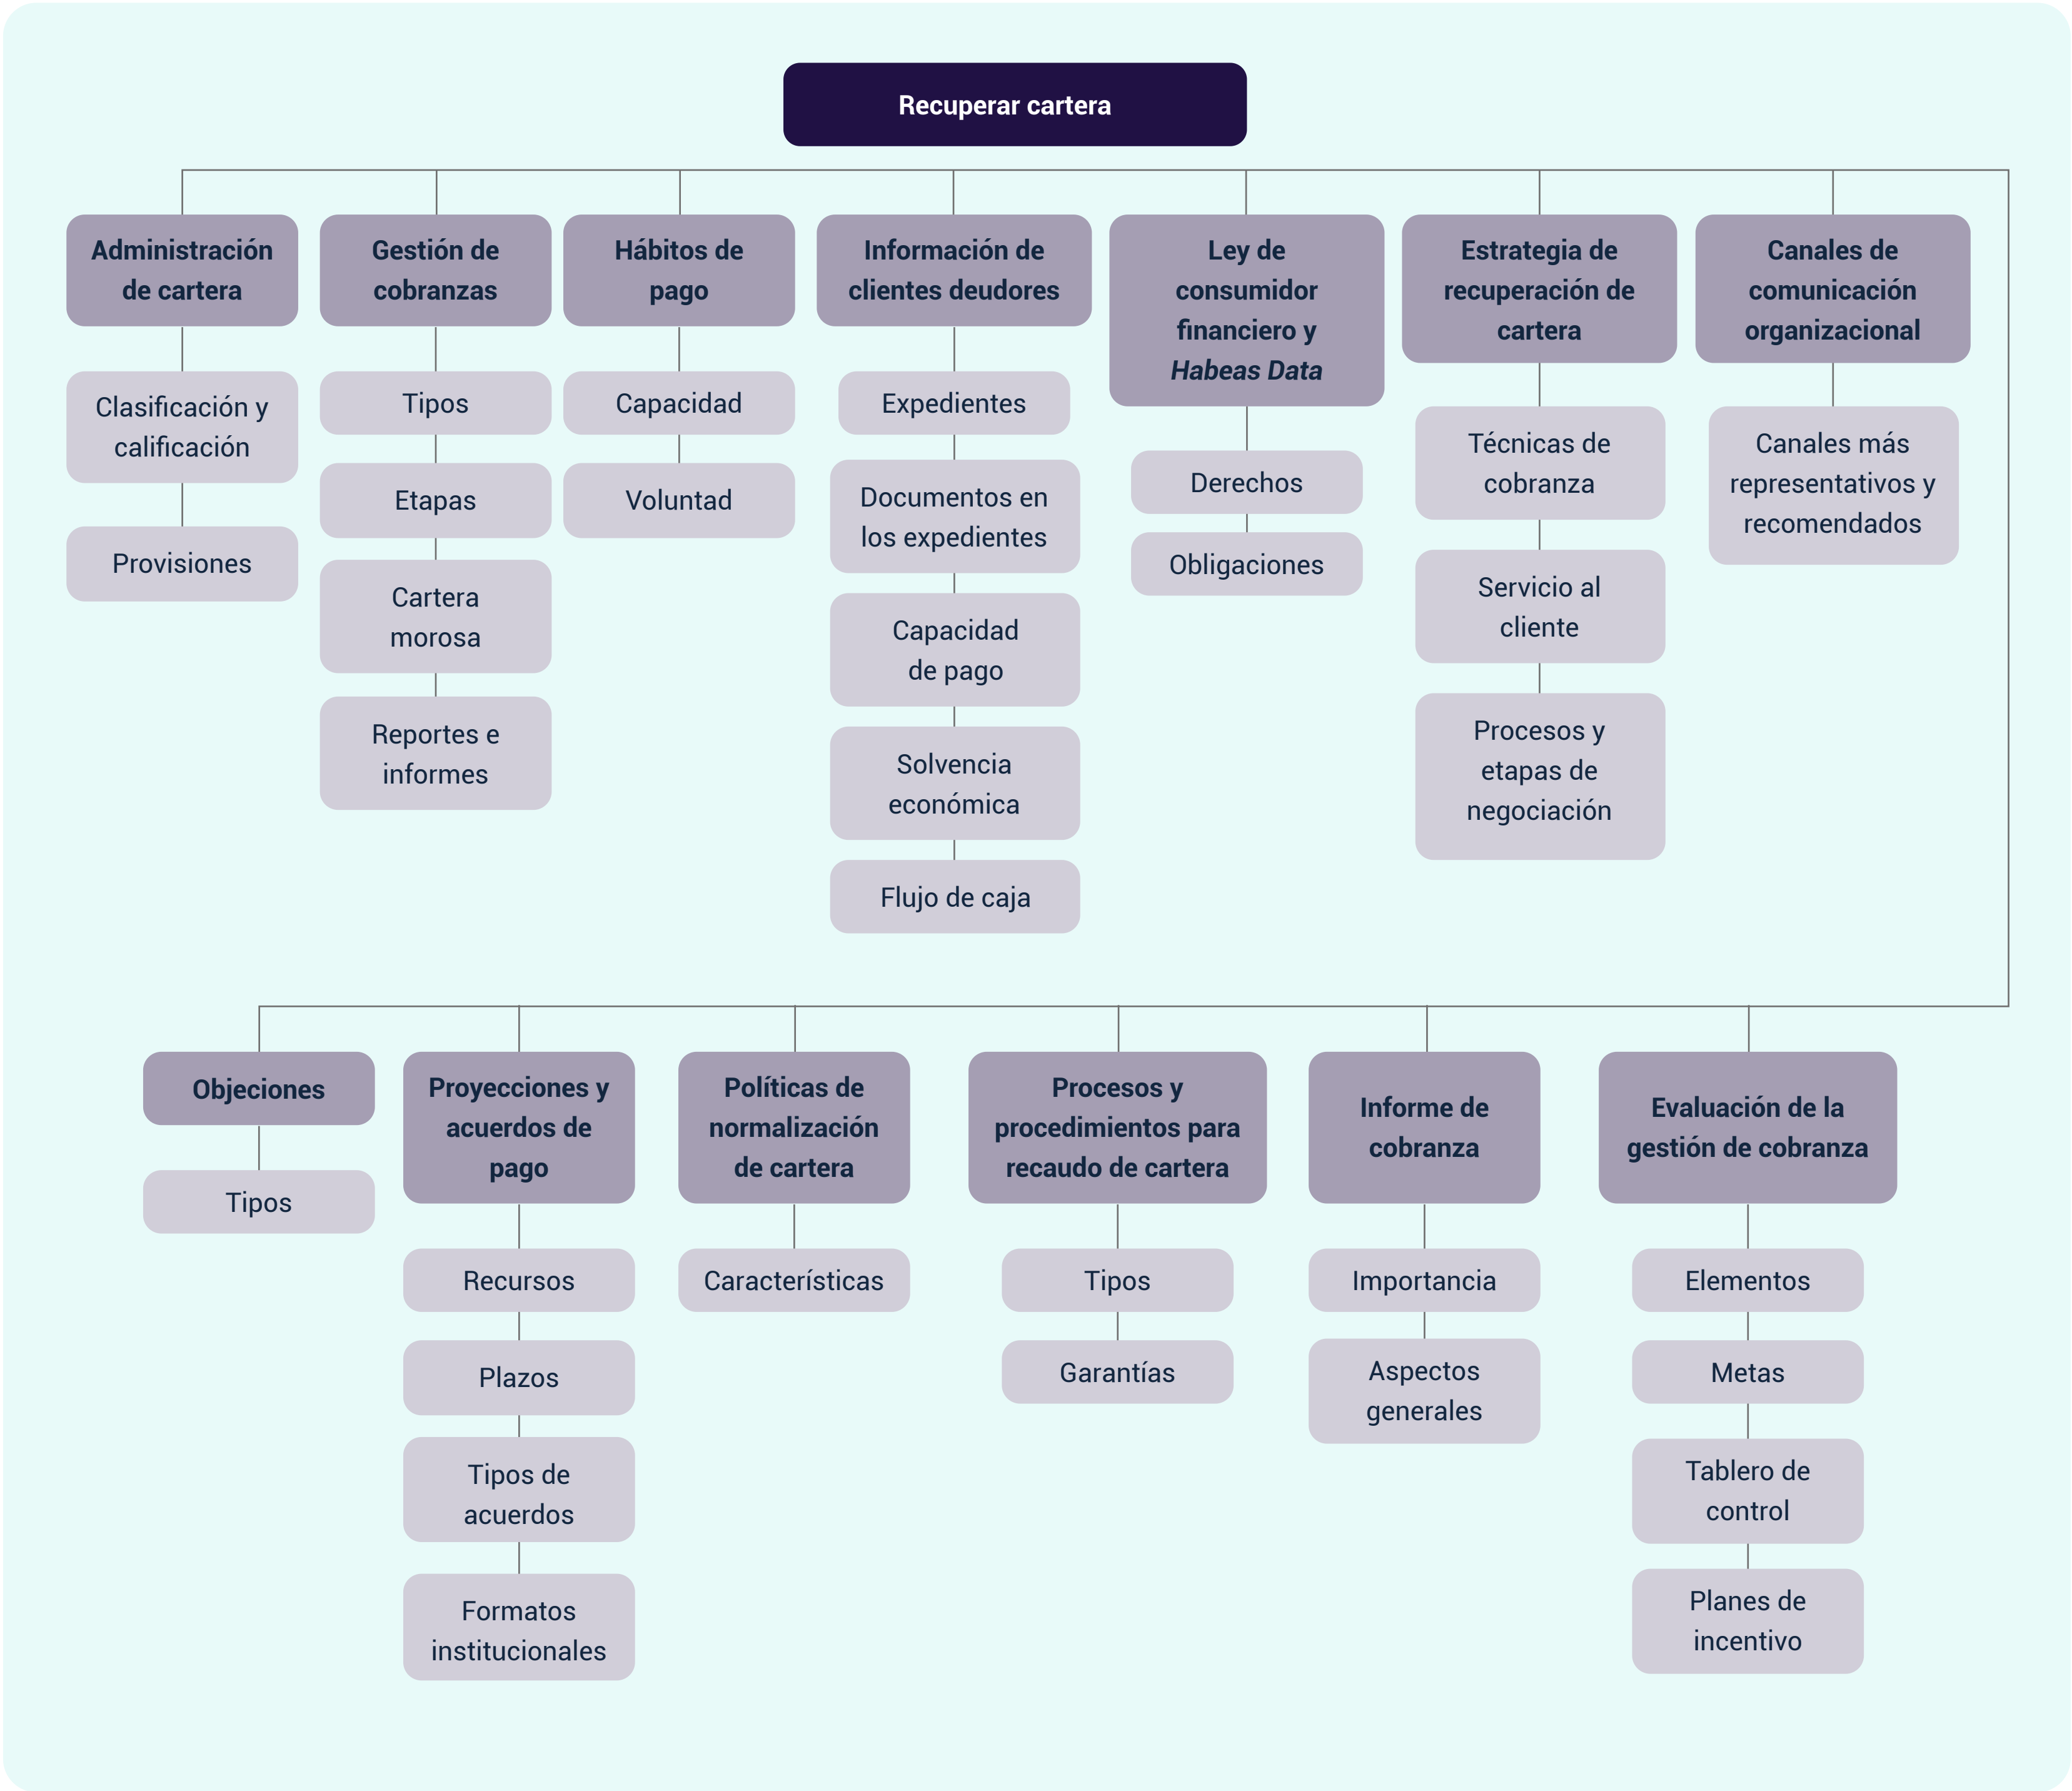 Recuperar cartera
Administración
de cartera
Clasificación y
calificación
Provisiones
Gestión de
cobranzas
Tipos
Etapas
Cartera
morosa
Reportes e
informes
Hábitos de
pago
Capacidad
Voluntad
Información de
clientes deudores
Expedientes
Documentos en
los expedientes
Capacidad
de pago
Solvencia
económica
Flujo de caja
Ley de
consumidor
financiero y
Habeas Data
Derechos
Obligaciones
Estrategia de
recuperación de
cartera
Técnicas de
cobranza
Servicio al
cliente
Procesos y
etapas de
negociación
Canales de
comunicación
organizacional
Canales más
representativos y
recomendados
Objeciones
Tipos
Proyecciones y
acuerdos de
pago
Recursos
Plazos
Tipos de
acuerdos
Formatos
institucionales
Políticas de
normalización
de cartera
Características
Procesos y
procedimientos para
recaudo de cartera
Tipos
Garantías
Informe de
cobranza
Importancia
Aspectos
generales
Evaluación de la
gestión de cobranza
Elementos
Metas
Tablero de
control
Planes de
incentivo